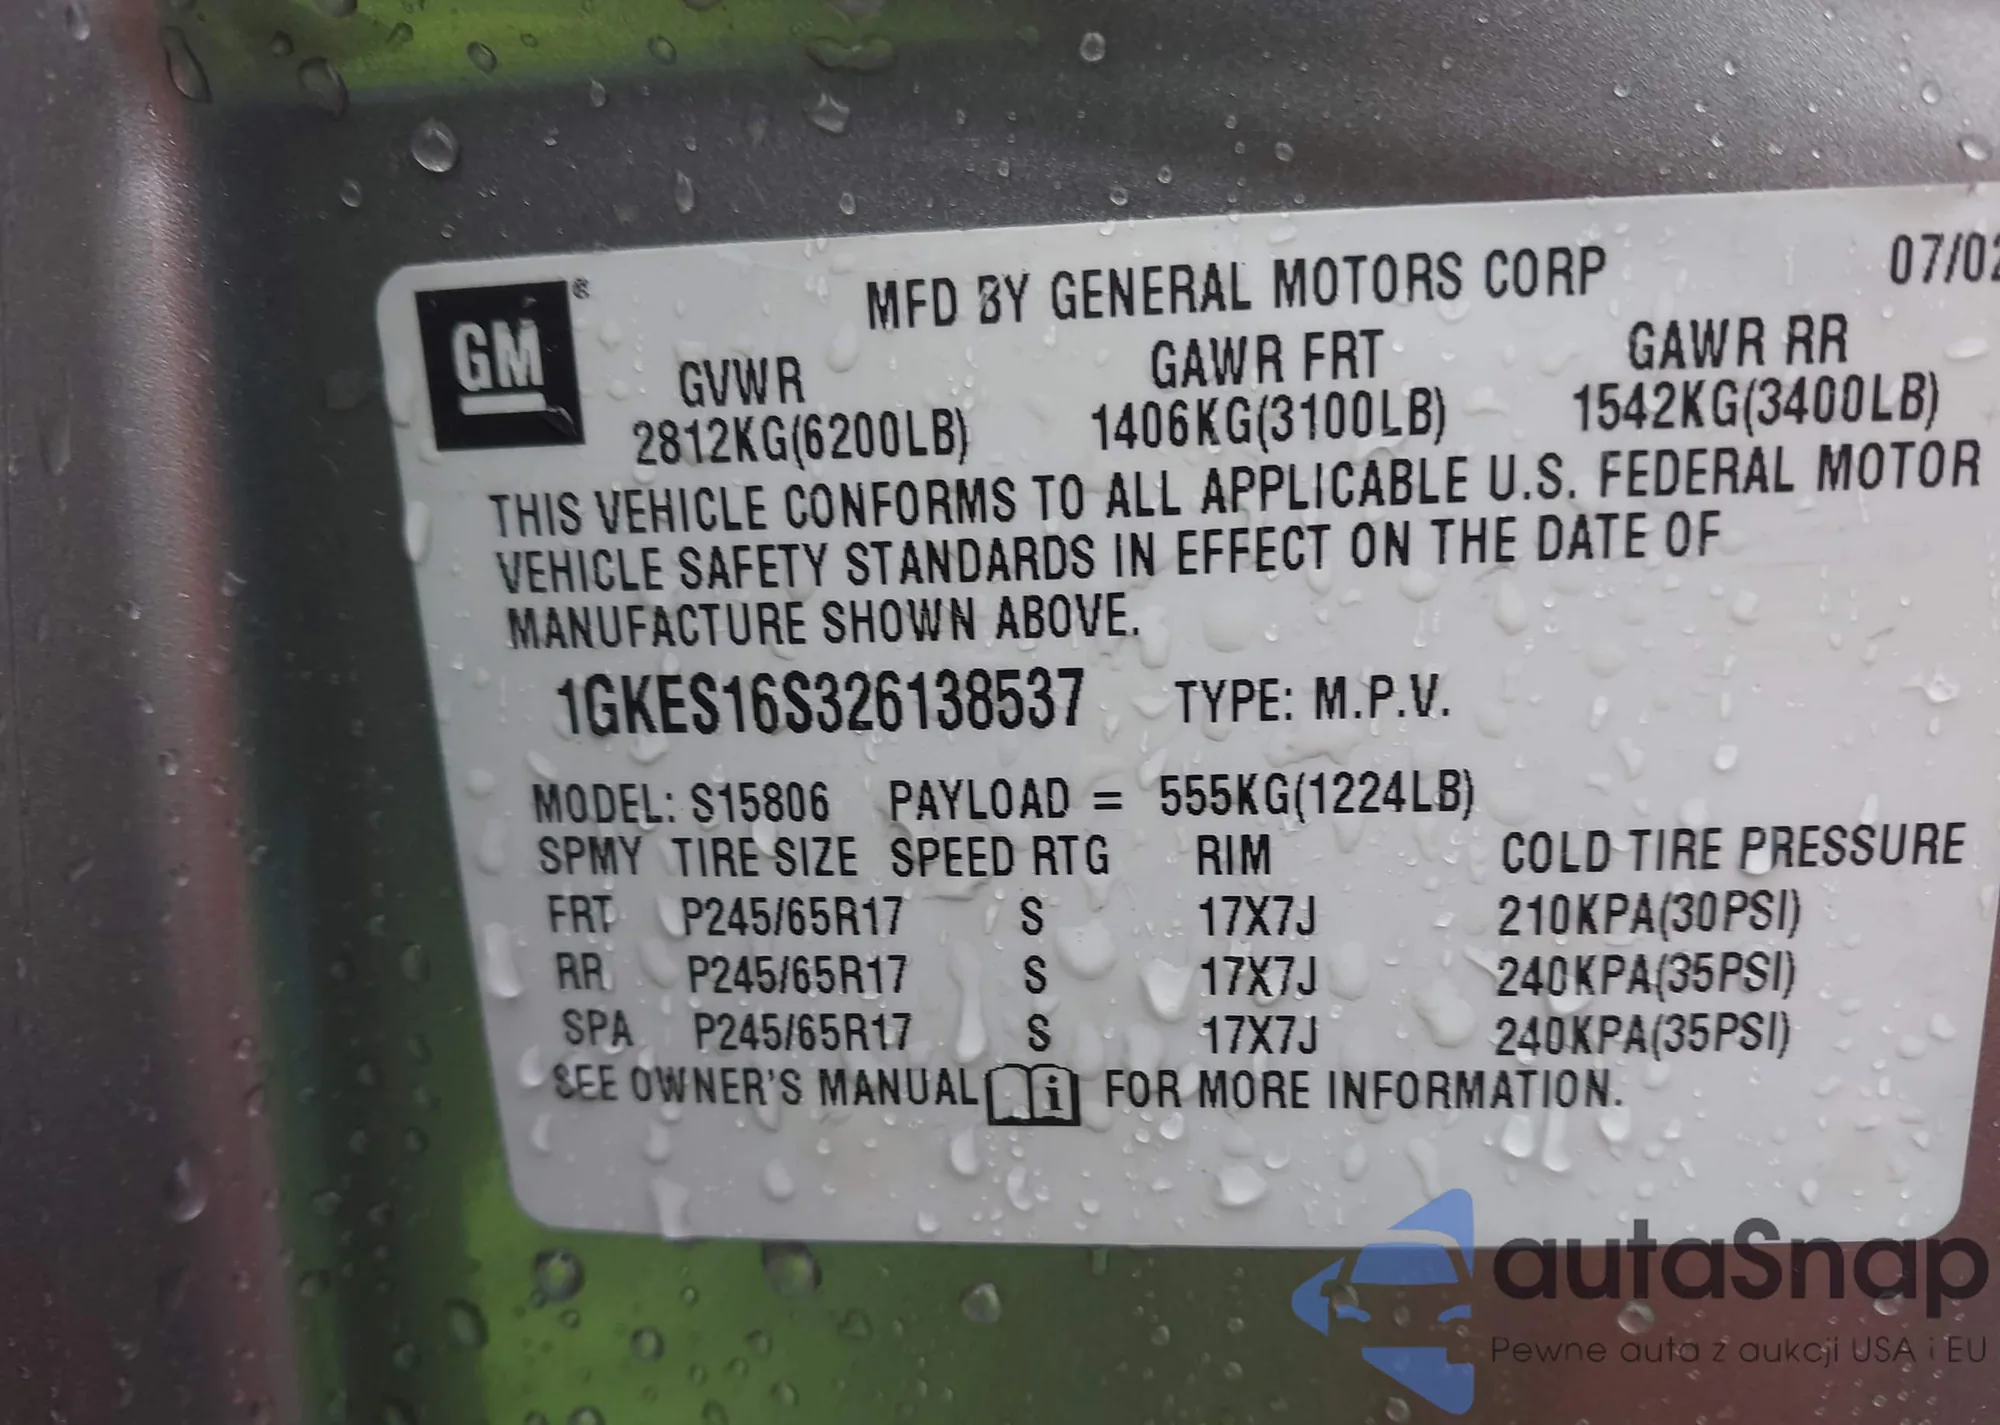 GM®
MFD BY GENERAL MOTORS CORP 07/02
GVWR GAWR FRT GAWR RR
2812KG(6200LB) 1406KG(3100LB) 1542KG(3400LB)
THIS VEHICLE CONFORMS TO ALL APPLICABLE U.S. FEDERAL MOTOR
VEHICLE SAFETY STANDARDS IN EFFECT ON THE DATE OF
MANUFACTURE SHOWN ABOVE.
1GKES16S326138537 TYPE: M.P.V.
MODEL: S15806 PAYLOAD = 555KG(1224LB)
SPMY TIRE SIZE SPEED RTG RIM COLD TIRE PRESSURE
FRT P245/65R17 S 17X7J 210KPA(30PSI)
RR P245/65R17 S 17X7J 240KPA(35PSI)
SPA P245/65R17 S 17X7J 240KPA(35PSI)
SEE OWNER'S MANUAL i FOR MORE INFORMATION.
autaSnap
Pewne auta z aukcji USA i EU